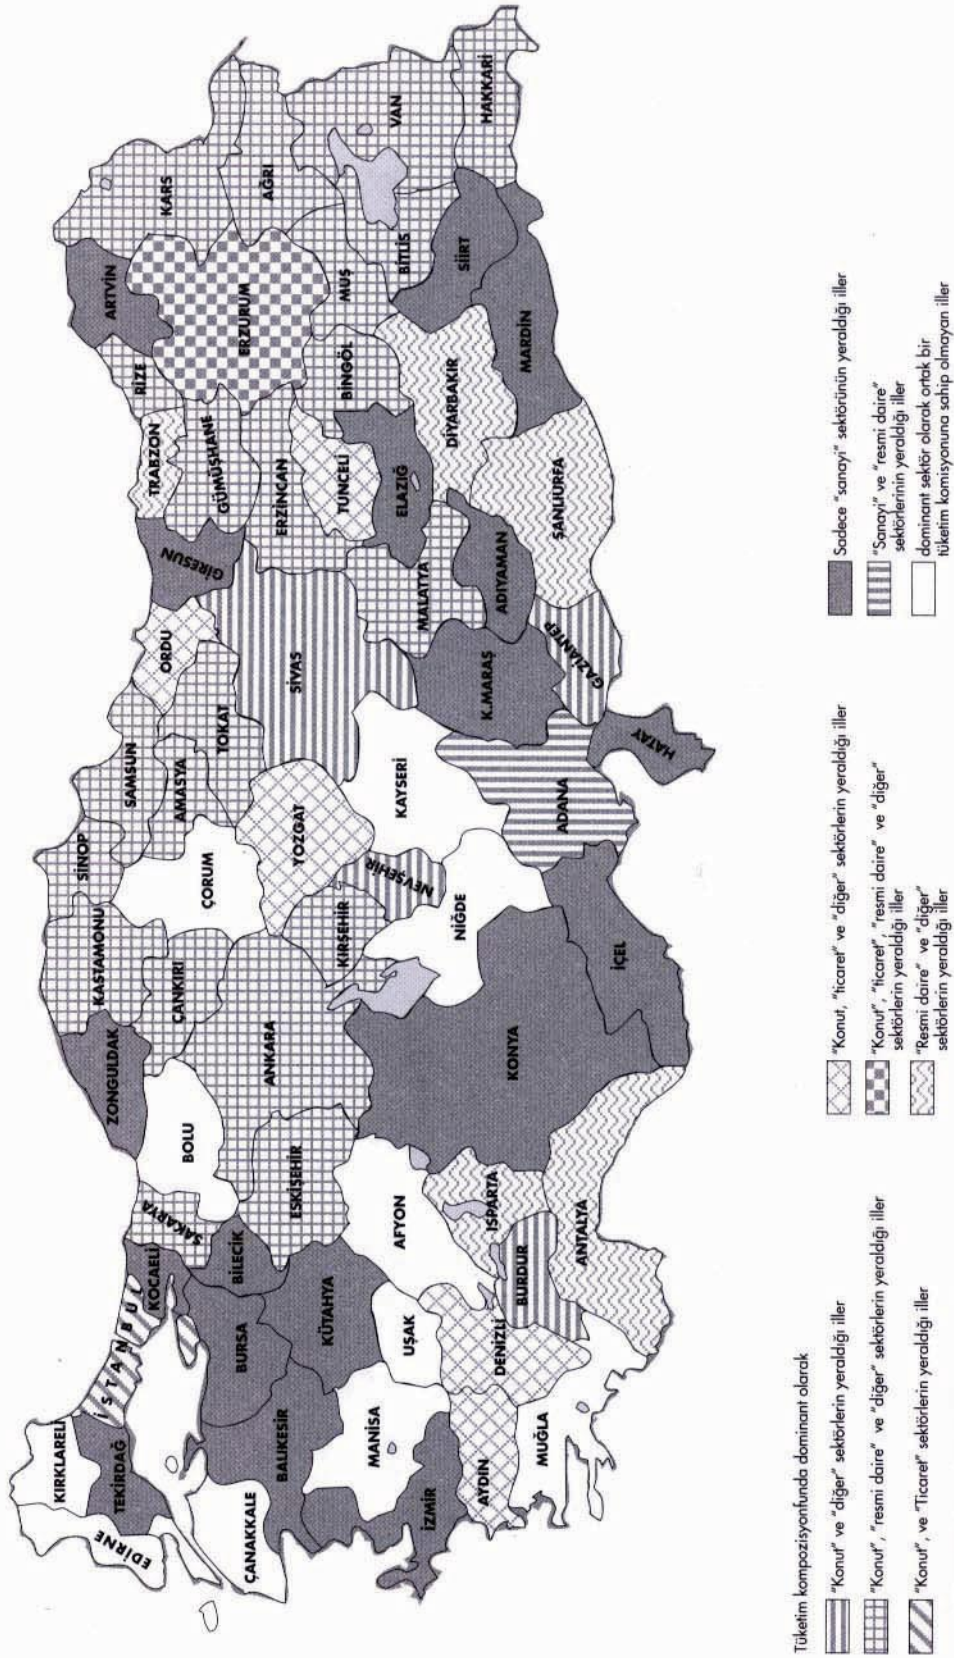 KIRKLARELİ
EDİRNE
TEKİRDAĞ
İSTANBUL
KOCAELİ
SAKARYA
ÇANAKKALE
BALIKESİR
BURSA
BİLECİK
KÜTAHYA
MANİSA
İZMİR
UŞAK
AYDIN
DENİZLİ
MUĞLA
BURDUR
ISPARTA
ANTALYA
AFYON
ESKİŞEHİR
BOLU
ZONGULDAK
KASTAMONU
ÇANKIRI
ANKARA
KONYA
İÇEL
NİĞDE
KIRŞEHİR
NEVŞEHİR
KAYSERİ
YOZGAT
ÇORUM
SİNOP
SAMSUN
AMASYA
TOKAT
ORDU
SİVAS
ADANA
HATAY
GAZİANTEP
K.MARAŞ
ADIYAMAN
MALATYA
GİRESUN
TRABZON
GÜMÜŞHANE
ERZİNCAN
TUNCELİ
ELAZIĞ
ŞANLIURFA
DİYARBAKIR
BİNGÖL
RİZE
ARTVİN
ERZURUM
KARS
AĞRI
MUŞ
BİTLİS
VAN
HAKKARİ
SİİRT
MARDİN
Tüketim kompozisyonfunda dominant olarak
"Konut" ve "diğer" sektörlerin yeraldığı iller
"Konut", "resmi daire" ve "diğer" sektörlerin yeraldığı iller
"Konut", ve "Ticaret" sektörlerin yeraldığı iller
"Konut, "ticaret" ve "diğer" sektörlerin yeraldığı iller
"Konut", "ticaret", "resmi daire" ve "diğer"
sektörlerin yeraldığı iller
"Resmi daire" ve "diğer"
sektörlerin yeraldığı iller
Sadece "sanayi" sektörünün yeraldığı iller
"Sanayi" ve "resmi daire"
sektörlerinin yeraldığı iller
dominant sektör olarak ortak bir
tüketim komisyonuna sahip olmayan iller